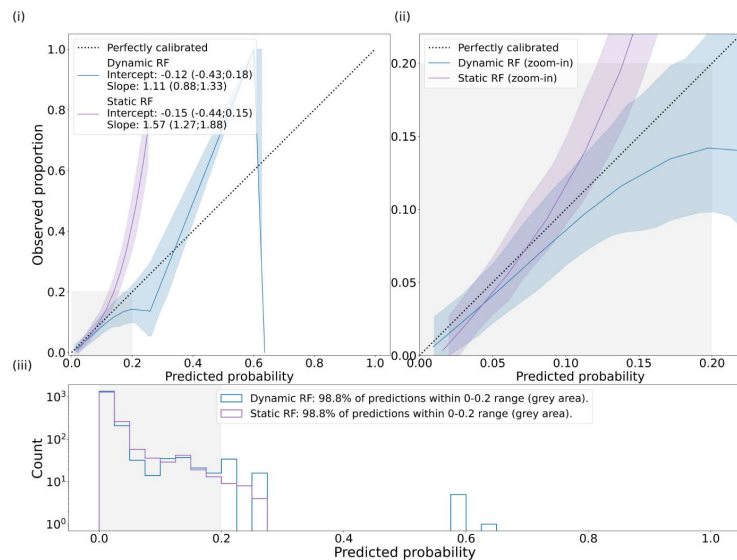 (i)
Perfectly calibrated
Dynamic RF
Intercept: -0.12 (-0.43;0.18)
Slope: 1.11 (0.88;1.33)
Static RF
Intercept: -0.15 (-0.44;0.15)
Slope: 1.57 (1.27;1.88)
Observed proportion
1.0
0.8
0.6
0.4
0.2
0.0
0.0 0.2 0.4 0.6 0.8 1.0
Predicted probability
(ii)
Perfectly calibrated
Dynamic RF (zoom-in)
Static RF (zoom-in)
0.20
0.15
0.10
0.05
0.00
0.00 0.05 0.10 0.15 0.20
Predicted probability
(iii)
Dynamic RF: 98.8% of predictions within 0-0.2 range (grey area).
Static RF: 98.8% of predictions within 0-0.2 range (grey area).
Count
10³
10²
10¹
10⁰
0.0 0.2 0.4 0.6 0.8 1.0
Predicted probability